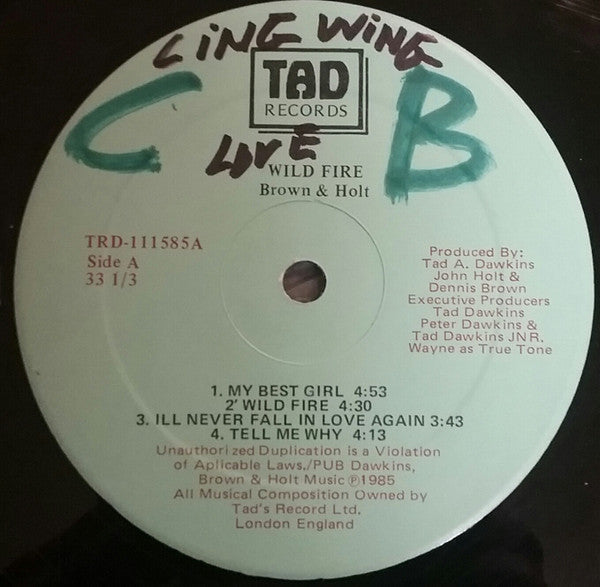 LiNG WiNG
TAD
RECORDS
C B
LOVE
WILD FIRE
Brown & Holt
TRD-111585A
Side A
33 1/3
Produced By:
Tad A. Dawkins
John Holt &
Dennis Brown
Executive Producers
Tad Dawkins
Peter Dawkins &
Tad Dawkins JNR.
Wayne as True Tone
1. MY BEST GIRL 4:53
2' WILD FIRE 4:30
3. ILL NEVER FALL IN LOVE AGAIN 3:43
4. TELL ME WHY 4:13
Unauthorized Duplication is a Violation
of Aplicable Laws./PUB Dawkins,
Brown & Holt Music ℗1985
All Musical Composition Owned by
Tad's Record Ltd.
London England